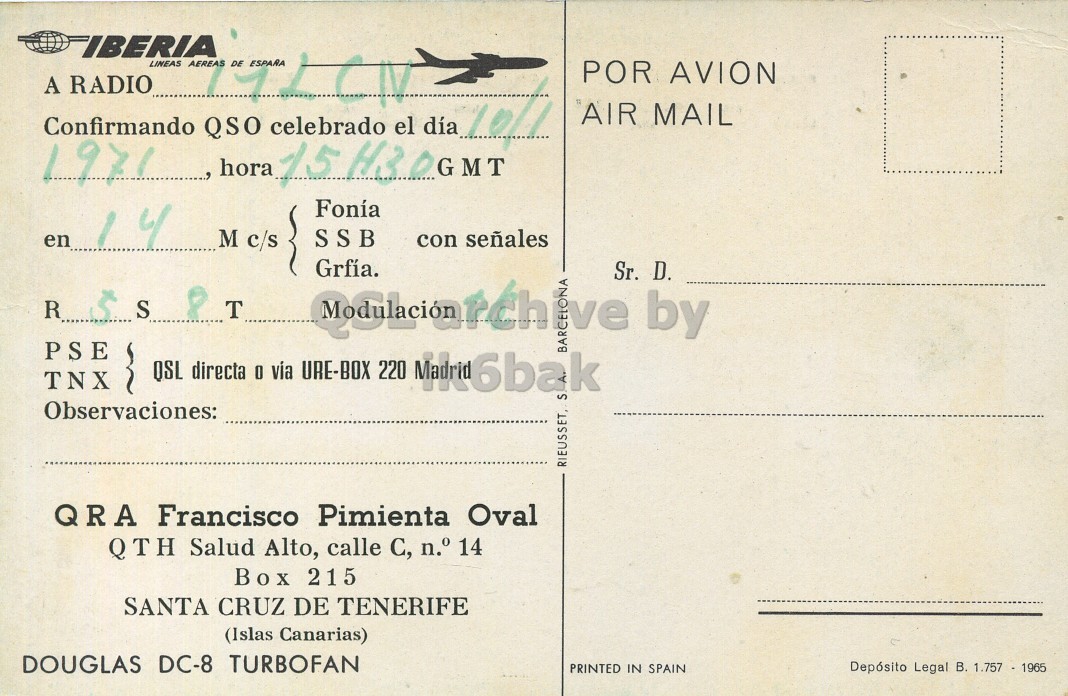 IBERIA
LINEAS AEREAS DE ESPAÑA
A RADIO i1LCN
Confirmando QSO celebrado el día 10/1
1971, hora 15H30 GMT
Fonía
en 14 M c/s SSB con señales
Grfía.
R 5 S 8 T Modulación
PSE
TNX QSL directa o vía URE-BOX 220 Madrid
Observaciones:
QRA Francisco Pimienta Oval
QTH Salud Alto, calle C, n.º 14
Box 215
SANTA CRUZ DE TENERIFE
(Islas Canarias)
DOUGLAS DC-8 TURBOFAN
RIEUSSET, S. A. BARCELONA
POR AVION
AIR MAIL
Sr. D.
PRINTED IN SPAIN
Depósito Legal B. 1.757 - 1965
QSL archive by
ik6bak